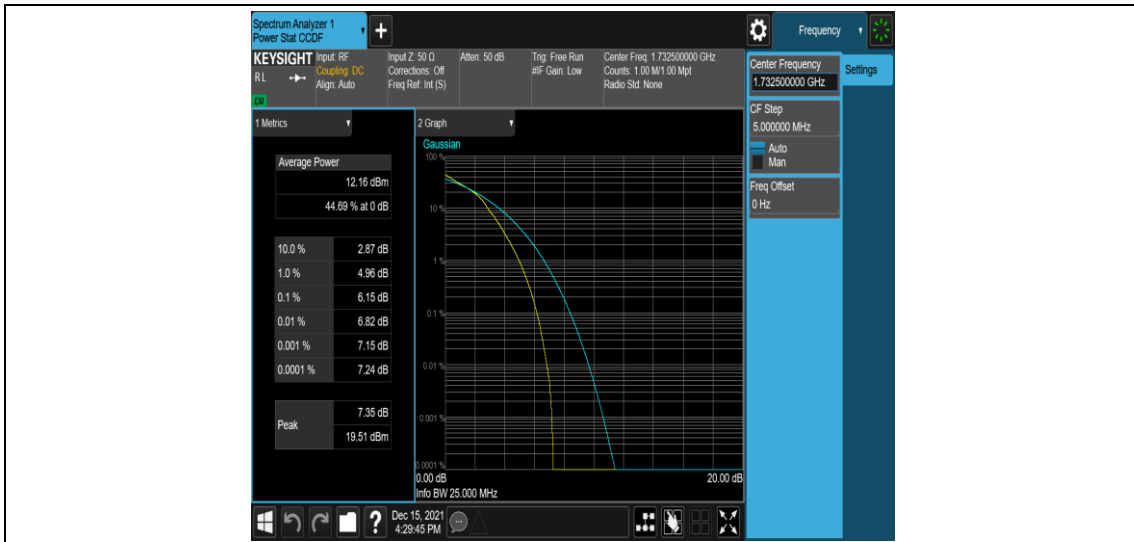 Spectrum Analyzer 1
Power Stat CCDF
Frequency
KEYSIGHT
RL
LXI
Input: RF
Coupling: DC
Align: Auto
Input Z: 50 Ω
Corrections: Off
Freq Ref: Int (S)
Atten: 50 dB
Trig: Free Run
#IF Gain: Low
Center Freq: 1.732500000 GHz
Counts: 1.00 M/1.00 Mpt
Radio Std: None
Center Frequency
1.732500000 GHz
Settings
CF Step
5.000000 MHz
Auto
Man
Freq Offset
0 Hz
1 Metrics
Average Power
12.16 dBm
44.69 % at 0 dB
10.0 % 2.87 dB
1.0 % 4.96 dB
0.1 % 6.15 dB
0.01 % 6.82 dB
0.001 % 7.15 dB
0.0001 % 7.24 dB
Peak
7.35 dB
19.51 dBm
2 Graph
Gaussian
100 %
10 %
1 %
0.1 %
0.01 %
0.001 %
0.0001 %
0.00 dB 20.00 dB
Info BW 25.000 MHz
Dec 15, 2021
4:29:45 PM